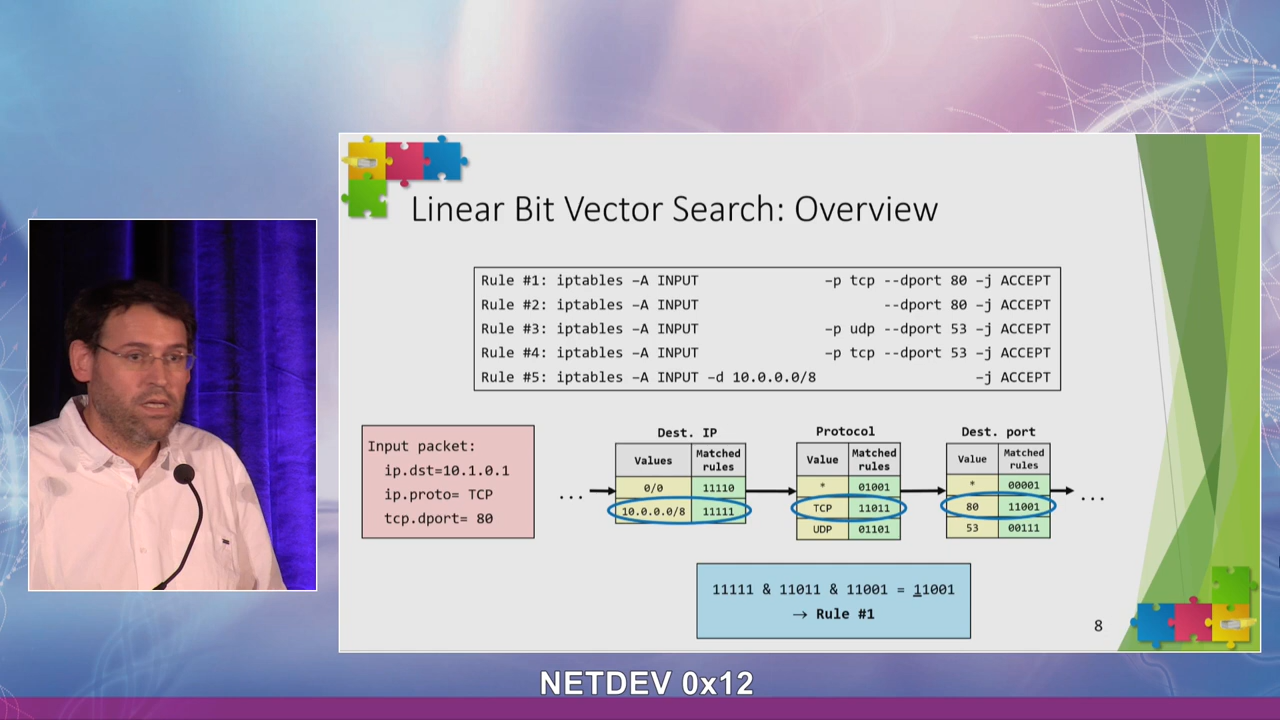 Linear Bit Vector Search: Overview
Rule #1: iptables –A INPUT –p tcp --dport 80 –j ACCEPT
Rule #2: iptables –A INPUT --dport 80 –j ACCEPT
Rule #3: iptables –A INPUT –p udp --dport 53 –j ACCEPT
Rule #4: iptables –A INPUT –p tcp --dport 53 –j ACCEPT
Rule #5: iptables –A INPUT –d 10.0.0.0/8 –j ACCEPT
Input packet:
ip.dst=10.1.0.1
ip.proto= TCP
tcp.dport= 80
...
Dest. IP
Values Matched rules
0/0 11110
10.0.0.0/8 11111
Protocol
Value Matched rules
* 01001
TCP 11011
UDP 01101
Dest. port
Value Matched rules
* 00001
80 11001
53 00111
...
11111 & 11011 & 11001 = 11001
→ Rule #1
8
NETDEV 0x12